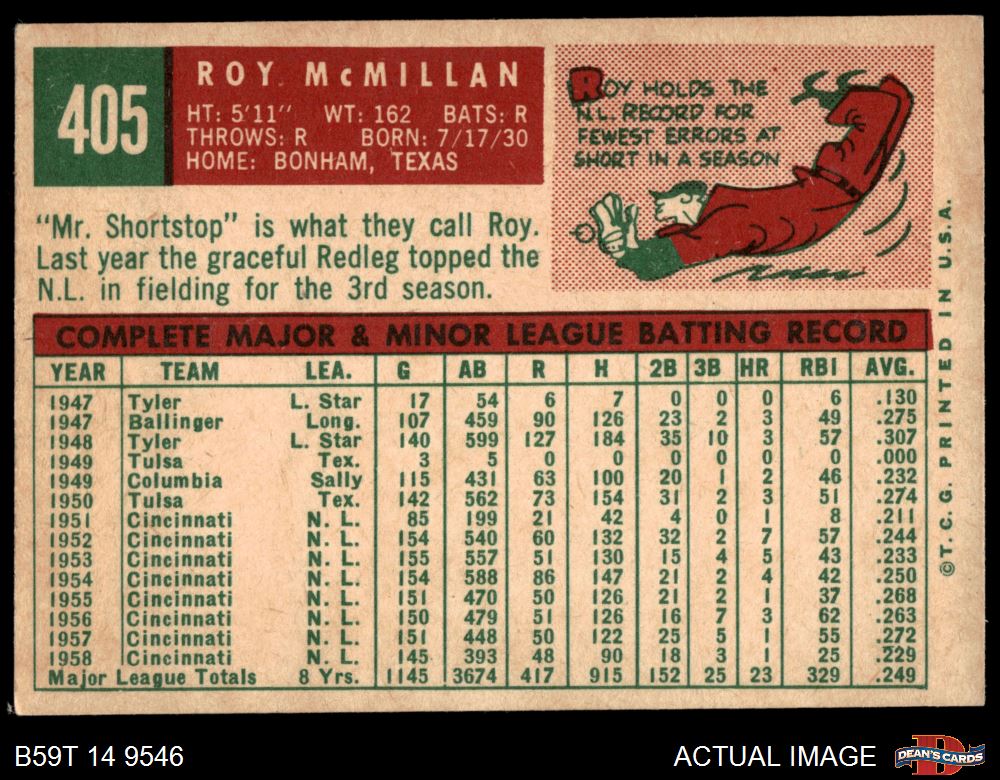 405
ROY McMILLAN
HT: 5'11" WT: 162 BATS: R
THROWS: R BORN: 7/17/30
HOME: BONHAM, TEXAS
ROY HOLDS THE
N.L. RECORD FOR
FEWEST ERRORS AT
SHORT IN A SEASON
"Mr. Shortstop" is what they call Roy.
Last year the graceful Redleg topped the
N.L. in fielding for the 3rd season.
COMPLETE MAJOR & MINOR LEAGUE BATTING RECORD
YEAR TEAM LEA. G AB R H 2B 3B HR RBI AVG.
1947 Tyler L. Star 17 54 6 7 0 0 0 6 .130
1947 Ballinger Long. 107 459 90 126 23 2 3 49 .275
1948 Tyler L. Star 140 599 127 184 35 10 3 57 .307
1949 Tulsa Tex. 3 5 0 0 0 0 0 0 .000
1949 Columbia Sally 115 431 63 100 20 1 2 46 .232
1950 Tulsa Tex. 142 562 73 154 31 2 3 51 .274
1951 Cincinnati N. L. 85 199 21 42 4 0 1 8 .211
1952 Cincinnati N. L. 154 540 60 132 32 2 7 57 .244
1953 Cincinnati N. L. 155 557 51 130 15 4 5 43 .233
1954 Cincinnati N. L. 154 588 86 147 21 2 4 42 .250
1955 Cincinnati N. L. 151 470 50 126 21 2 1 37 .268
1956 Cincinnati N. L. 150 479 51 126 16 7 3 62 .263
1957 Cincinnati N. L. 151 448 50 122 25 5 1 55 .272
1958 Cincinnati N. L. 145 393 48 90 18 3 1 25 .229
Major League Totals 8 Yrs. 1145 3674 417 915 152 25 23 329 .249
©T. C. G. PRINTED IN U.S.A.
B59T 14 9546
ACTUAL IMAGE
D
DEAN'S CARDS